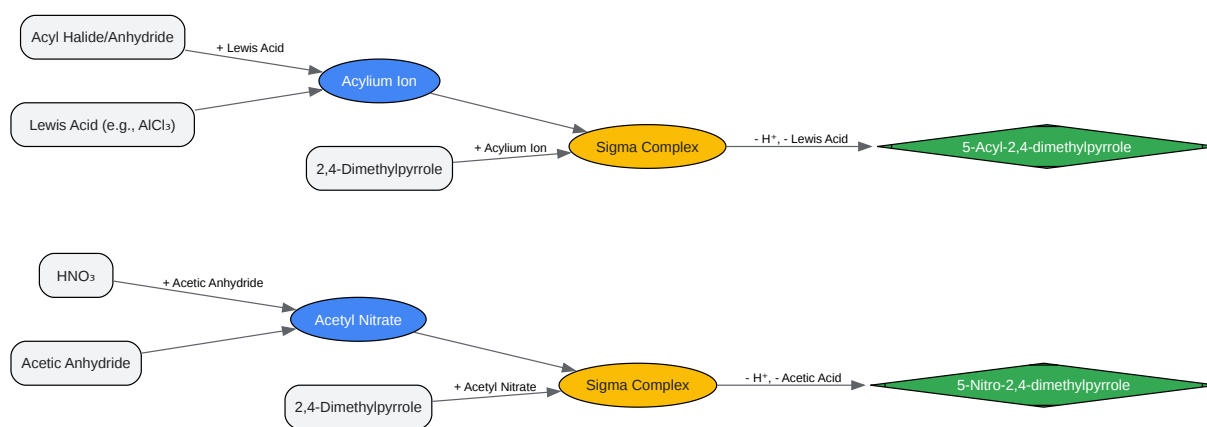 Acyl Halide/Anhydride
+ Lewis Acid
Acylium Ion
Lewis Acid (e.g., AlCl₃)
+ Acylium Ion
Sigma Complex
- H⁺, - Lewis Acid
5-Acyl-2,4-dimethylpyrrole
2,4-Dimethylpyrrole
HNO₃
+ Acetic Anhydride
Acetyl Nitrate
Acetic Anhydride
+ Acetyl Nitrate
Sigma Complex
- H⁺, - Acetic Acid
5-Nitro-2,4-dimethylpyrrole
2,4-Dimethylpyrrole